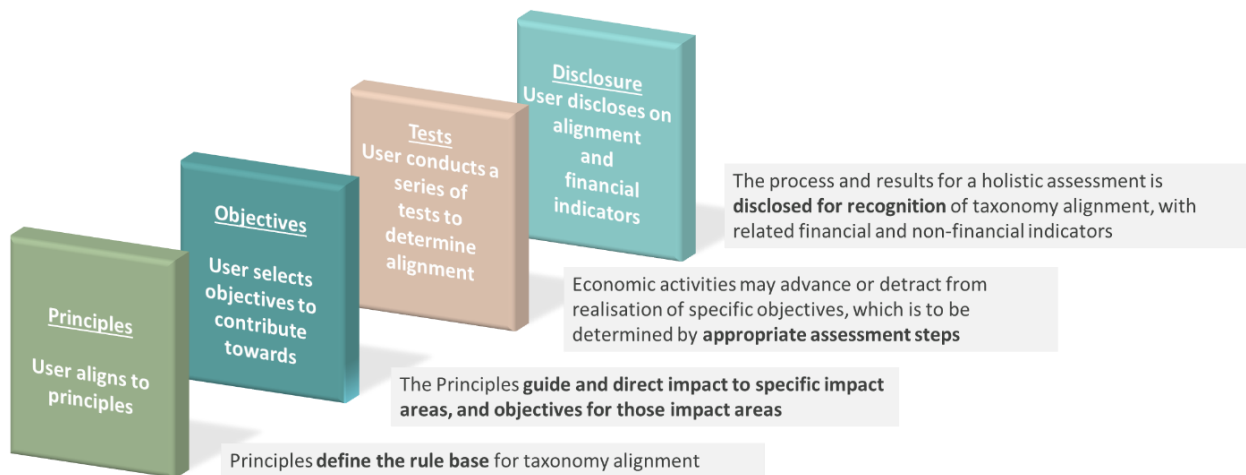 Principles
User aligns to
principles
Objectives
User selects
objectives to
contribute
towards
Tests
User conducts a
series of
tests to
determine
alignment
Disclosure
User discloses on
alignment
and
financial
indicators
The process and results for a holistic assessment is
disclosed for recognition of taxonomy alignment, with
related financial and non-financial indicators
Economic activities may advance or detract from
realisation of specific objectives, which is to be
determined by appropriate assessment steps
The Principles guide and direct impact to specific impact
areas, and objectives for those impact areas
Principles define the rule base for taxonomy alignment